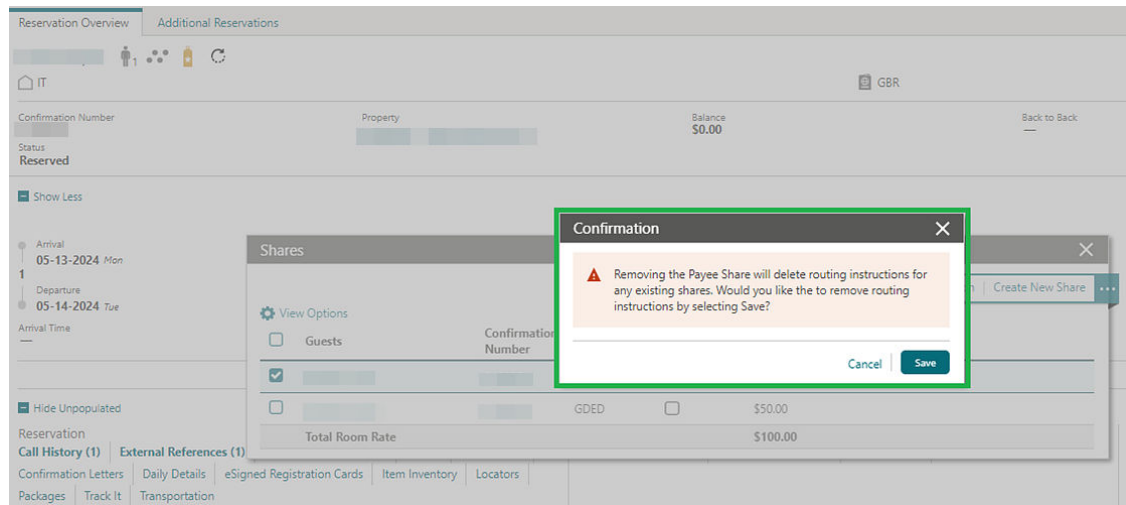 Reservation Overview
Additional Reservations
1
IT
GBR
Confirmation Number
Property
Balance
$0.00
Back to Back
—
Status
Reserved
Show Less
Arrival
05-13-2024 Mon
1
Departure
05-14-2024 Tue
Arrival Time
—
Shares
Create New Share
View Options
Guests
Confirmation
Number
GDED
$50.00
Total Room Rate
$100.00
Confirmation
Removing the Payee Share will delete routing instructions for
any existing shares. Would you like the to remove routing
instructions by selecting Save?
Cancel
Save
Hide Unpopulated
Reservation
Call History (1)
External References (1)
Confirmation Letters
Daily Details
eSigned Registration Cards
Item Inventory
Locators
Packages
Track It
Transportation